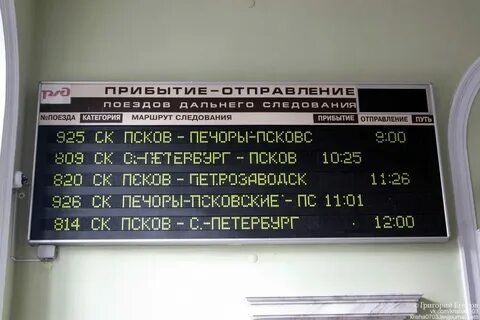 РЖД ПРИБЫТИЕ-ОТПРАВЛЕНИЕ
ПОЕЗДОВ ДАЛЬНЕГО СЛЕДОВАНИЯ
№ПОЕЗДА КАТЕГОРИЯ МАРШРУТ СЛЕДОВАНИЯ ПРИБЫТИЕ ОТПРАВЛЕНИЕ ПУТЬ
925 СК ПСКОВ - ПЕЧОРЫ-ПСКОВС 9:00
809 СК С.-ПЕТЕРБУРГ - ПСКОВ 10:25
820 СК ПСКОВ - ПЕТРОЗАВОДСК 11:26
926 СК ПЕЧОРЫ-ПСКОВСКИЕ - ПС 11:01
814 СК ПСКОВ - С.-ПЕТЕРБУРГ 12:00